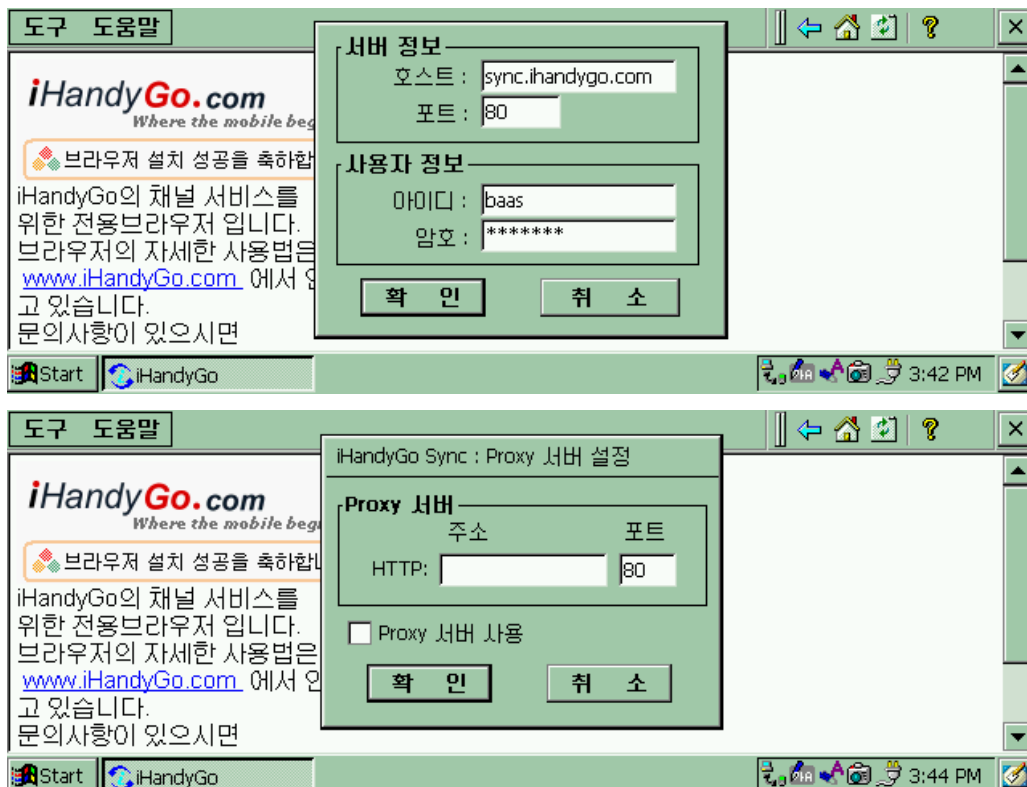 도구 도움말
iHandyGo.com
Where the mobile beg
브라우저 설치 성공을 축하합
iHandyGo의 채널 서비스를
위한 전용브라우저 입니다.
브라우저의 자세한 사용법은
www.iHandyGo.com 에서
고 있습니다.
문의사항이 있으시면
서버 정보
호스트 : sync.ihandygo.com
포트 : 80
사용자 정보
아이디 : baas
암호 : *******
확 인 취 소
Start iHandyGo 3:42 PM
도구 도움말
iHandyGo.com
Where the mobile beg
브라우저 설치 성공을 축하합
iHandyGo의 채널 서비스를
위한 전용브라우저 입니다.
브라우저의 자세한 사용법은
www.iHandyGo.com 에서
고 있습니다.
문의사항이 있으시면
iHandyGo Sync : Proxy 서버 설정
Proxy 서버
주소 포트
HTTP: 80
Proxy 서버 사용
확 인 취 소
Start iHandyGo 3:44 PM